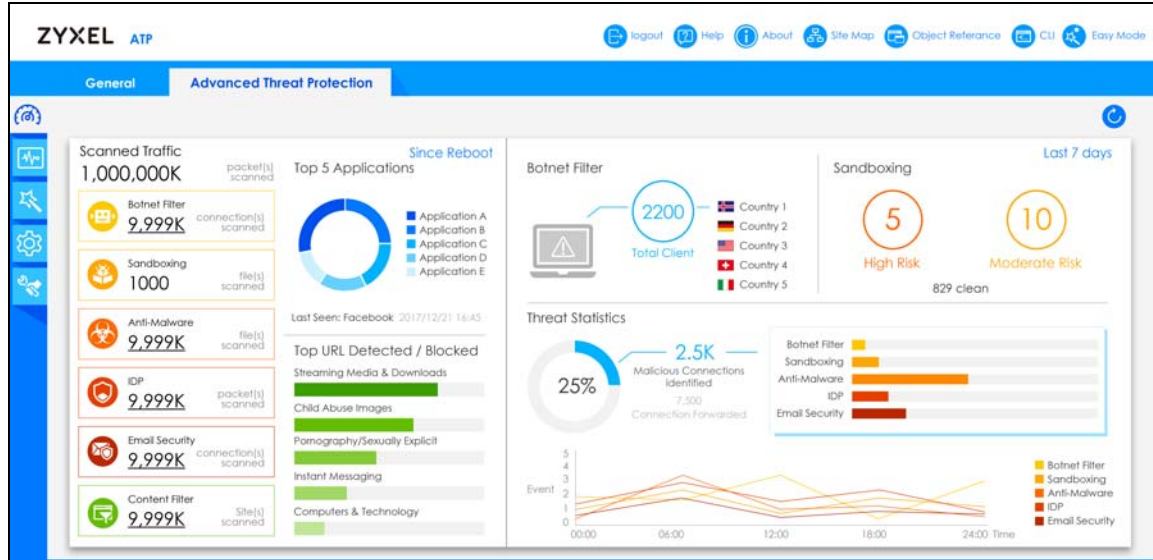 ZYXEL ATP
logout Help About Site Map Object Referance CLI Easy Mode
General Advanced Threat Protection
Scanned Traffic
1,000,000K packet(s) scanned
Since Reboot
Botnet Filter
9,999K connection(s) scanned
Sandboxing
1000 file(s) scanned
Anti-Malware
9,999K file(s) scanned
IDP
9,999K packet(s) scanned
Email Security
9,999K connection(s) scanned
Content Filter
9,999K Site(s) scanned
Top 5 Applications
Application A
Application B
Application C
Application D
Application E
Last Seen: Facebook 2017/12/21 16:45
Top URL Detected / Blocked
Streaming Media & Downloads
Child Abuse Images
Pornography/Sexually Explicit
Instant Messaging
Computers & Technology
Botnet Filter
2200
Total Client
Country 1
Country 2
Country 3
Country 4
Country 5
Sandboxing
Last 7 days
5
High Risk
10
Moderate Risk
829 clean
Threat Statistics
25%
2.5K
Malicious Connections
Identified
7,500
Connection Forwarded
Botnet Filter
Sandboxing
Anti-Malware
IDP
Email Security
Event
5
4
3
2
1
0
00:00 06:00 12:00 18:00 24:00 Time
Botnet Filter
Sandboxing
Anti-Malware
IDP
Email Security